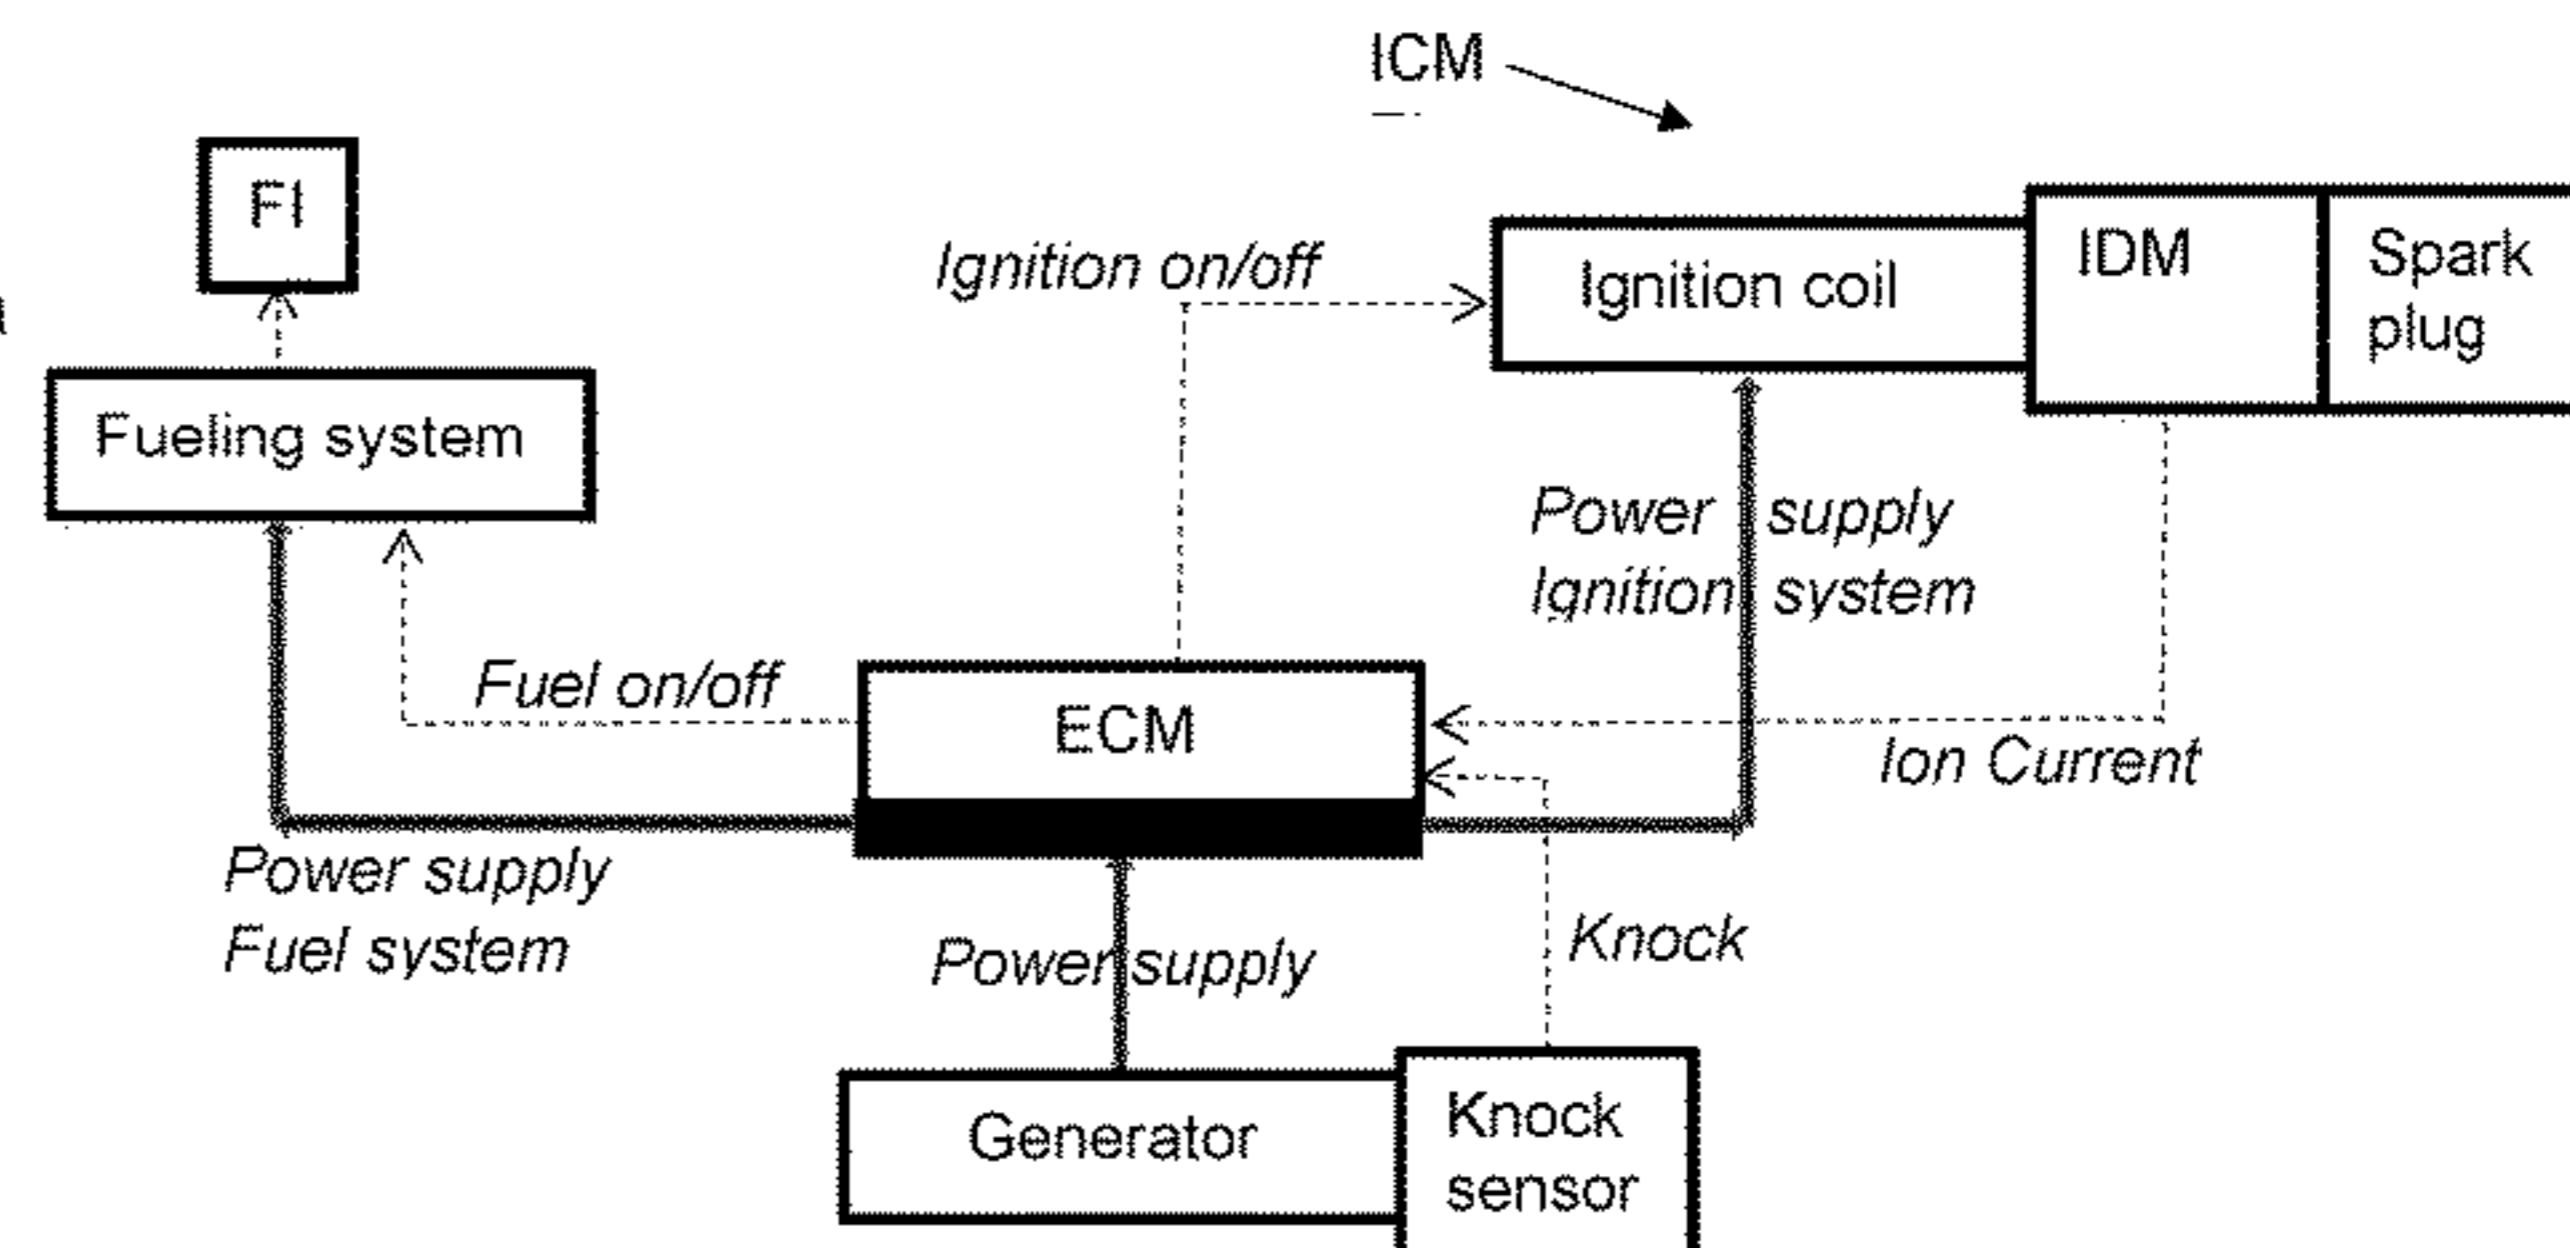 ICM
FI
Ignition on/off
Ignition coil
IDM
Spark
plug
Fueling system
Power supply
Ignition system
Fuel on/off
ECM
Ion Current
Power supply
Fuel system
Power supply
Knock
Generator
Knock
sensor